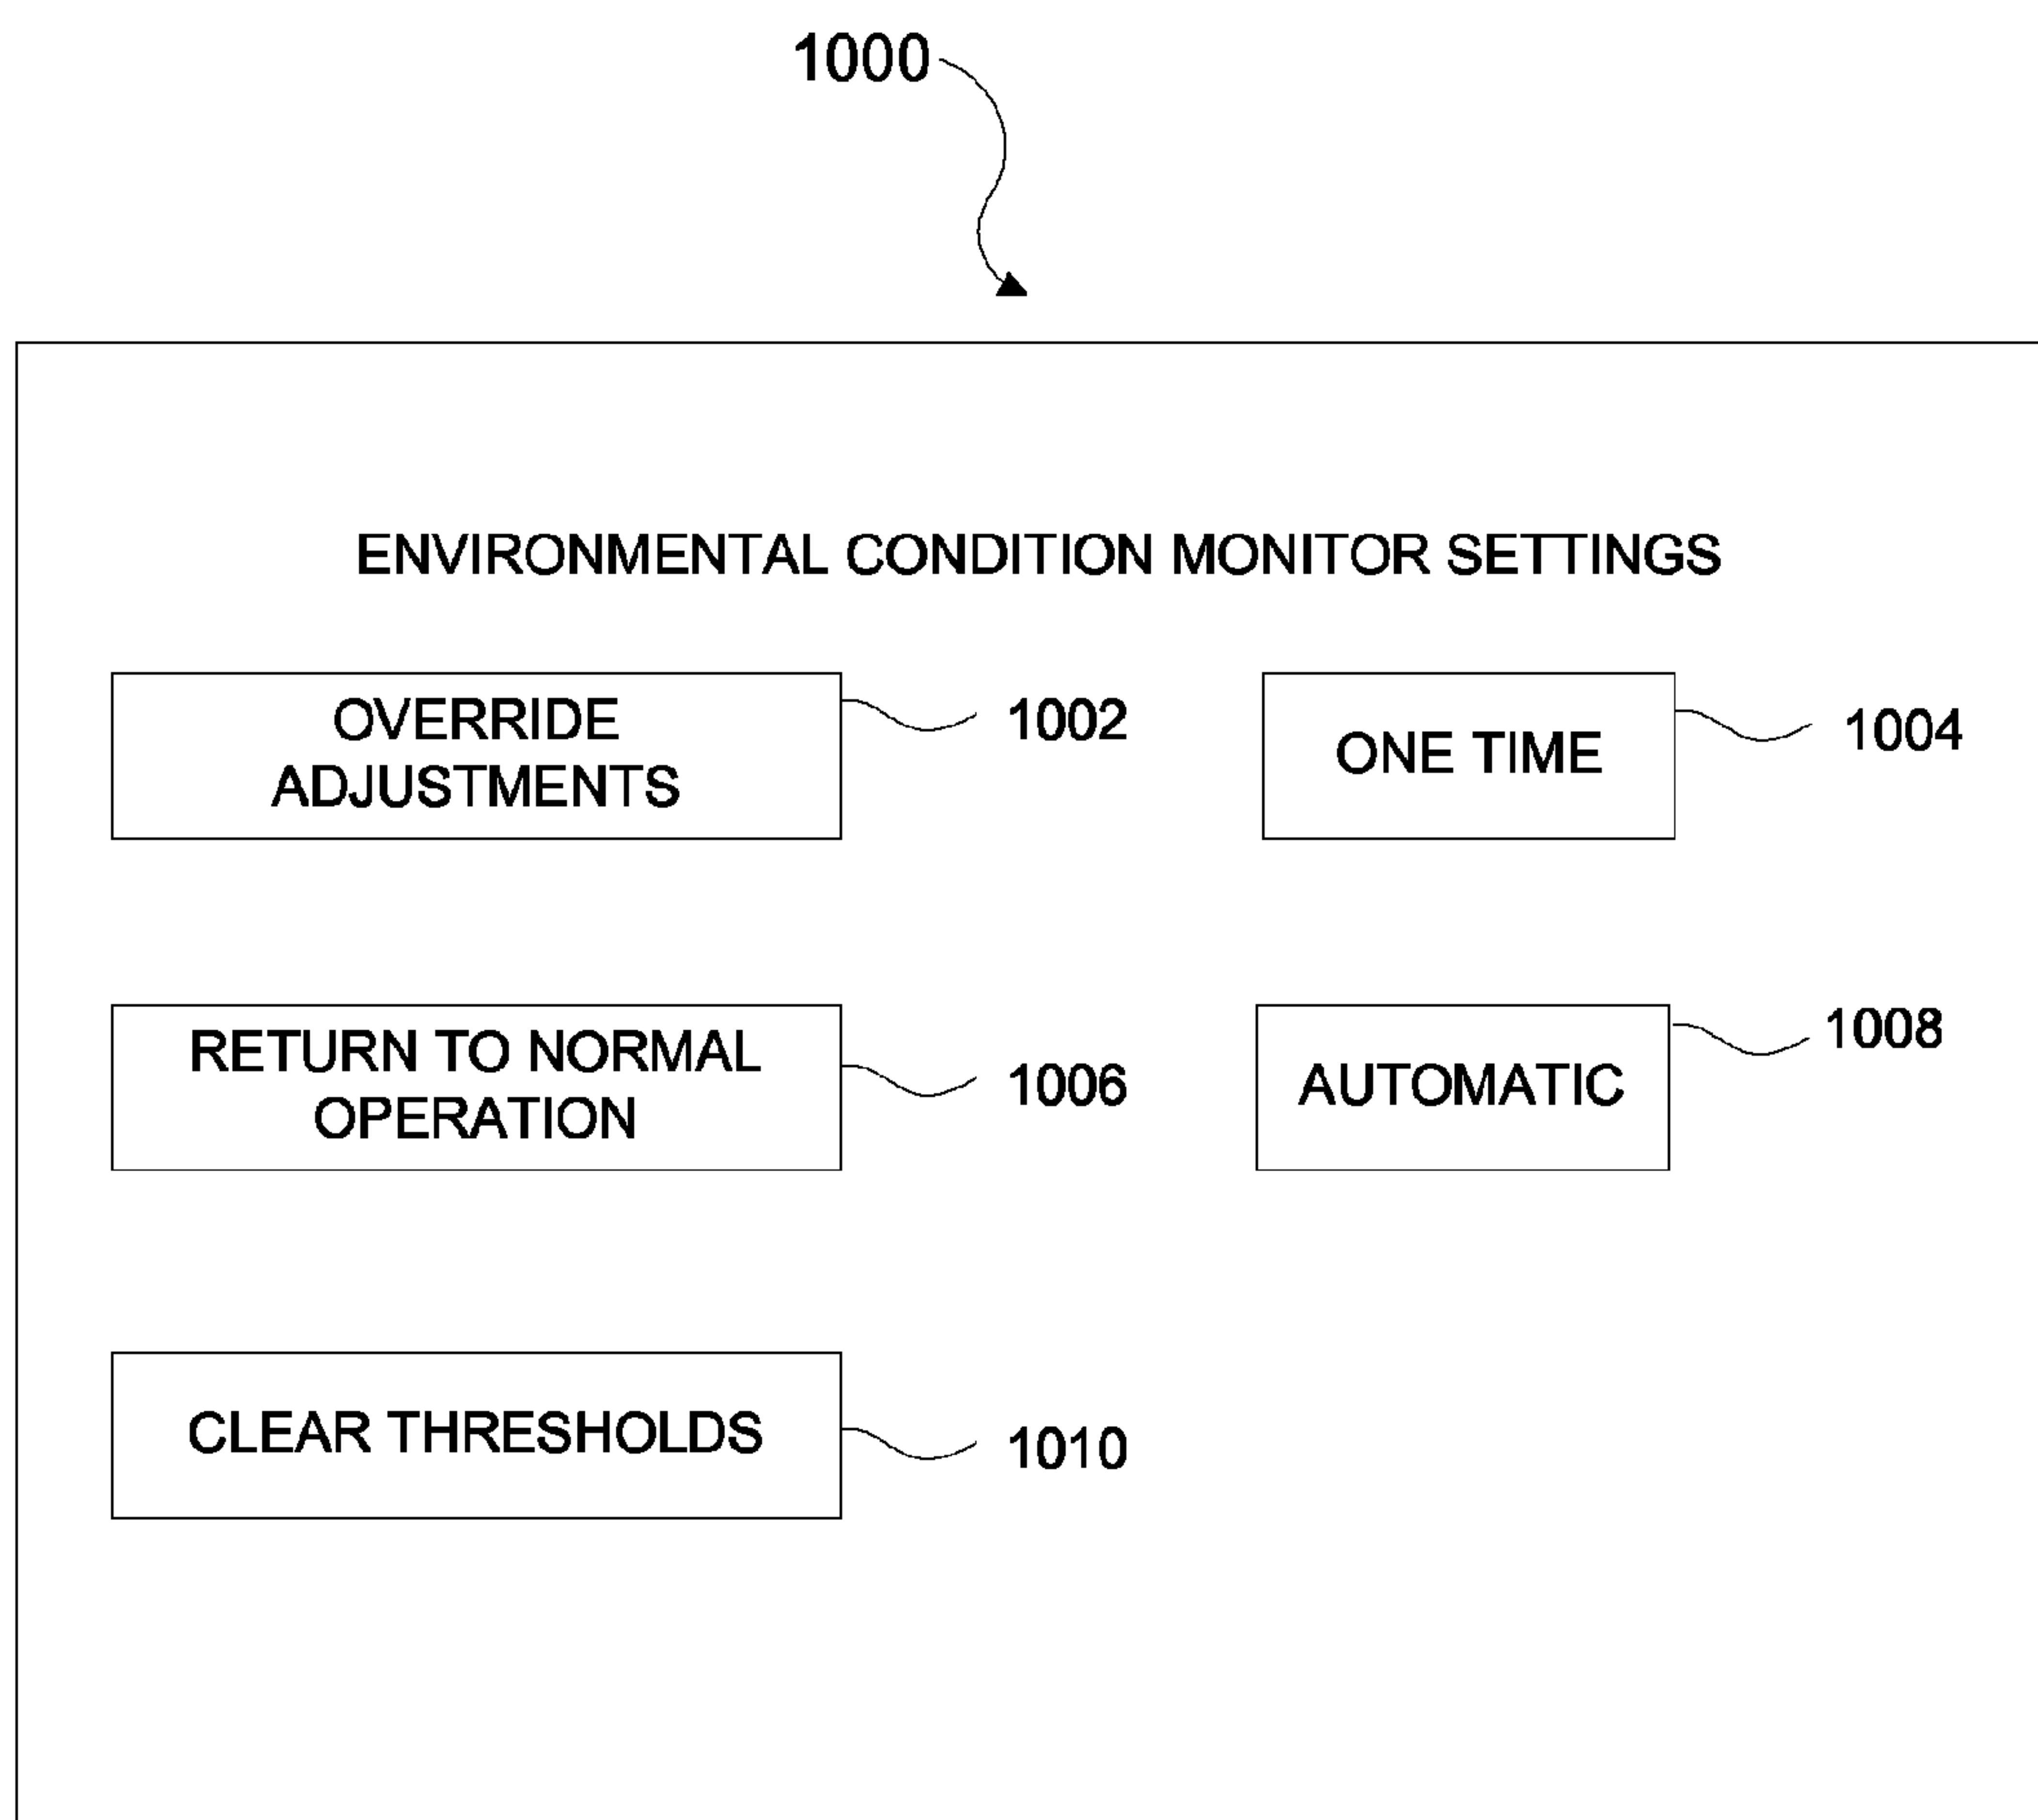 1000
ENVIRONMENTAL CONDITION MONITOR SETTINGS
OVERRIDE
ADJUSTMENTS
1002
ONE TIME
1004
RETURN TO NORMAL
OPERATION
1006
AUTOMATIC
1008
CLEAR THRESHOLDS
1010